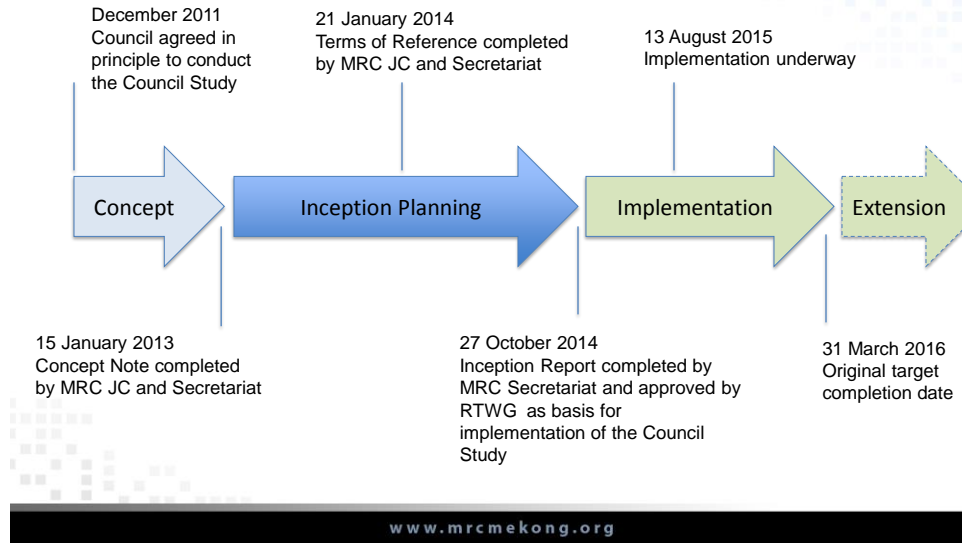 December 2011
Council agreed in
principle to conduct
the Council Study
21 January 2014
Terms of Reference completed
by MRC JC and Secretariat
13 August 2015
Implementation underway
Concept
Inception Planning
Implementation
Extension
15 January 2013
Concept Note completed
by MRC JC and Secretariat
27 October 2014
Inception Report completed by
MRC Secretariat and approved by
RTWG as basis for
implementation of the Council
Study
31 March 2016
Original target
completion date
www.mrcmekong.org